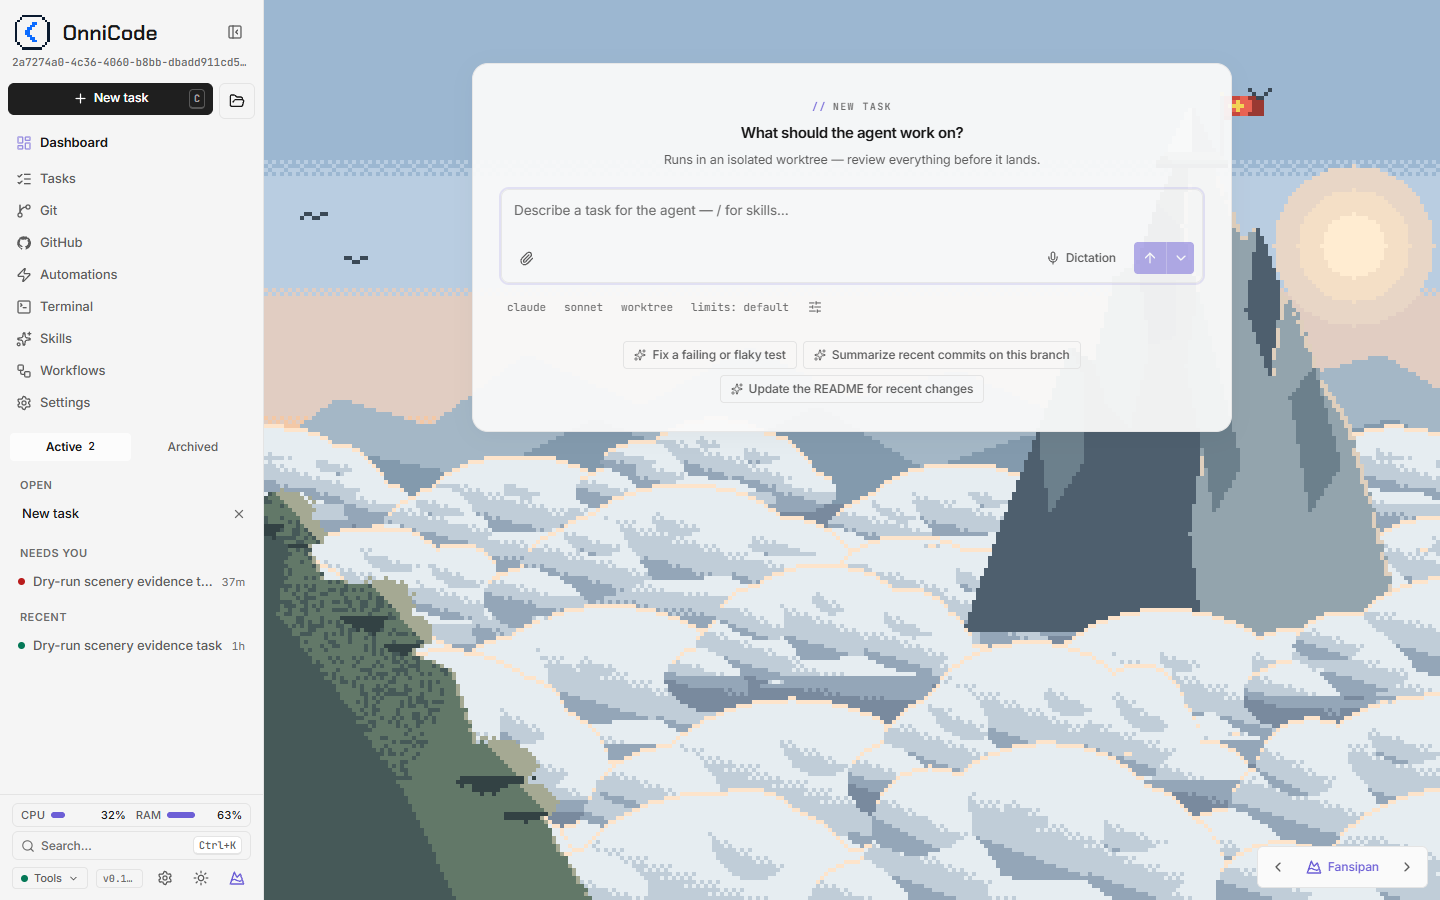 OnniCode
2a7274a0-4c36-4060-b8bb-dbadd911cd5…
New task C
Dashboard
Tasks
Git
GitHub
Automations
Terminal
Skills
Workflows
Settings
Active 2 Archived
OPEN
New task
NEEDS YOU
Dry-run scenery evidence t… 37m
RECENT
Dry-run scenery evidence task 1h
CPU 32% RAM 63%
Search... Ctrl+K
Tools v0.1…
// NEW TASK
What should the agent work on?
Runs in an isolated worktree — review everything before it lands.
Describe a task for the agent — / for skills...
Dictation
claude sonnet worktree limits: default
Fix a failing or flaky test Summarize recent commits on this branch
Update the README for recent changes
Fansipan